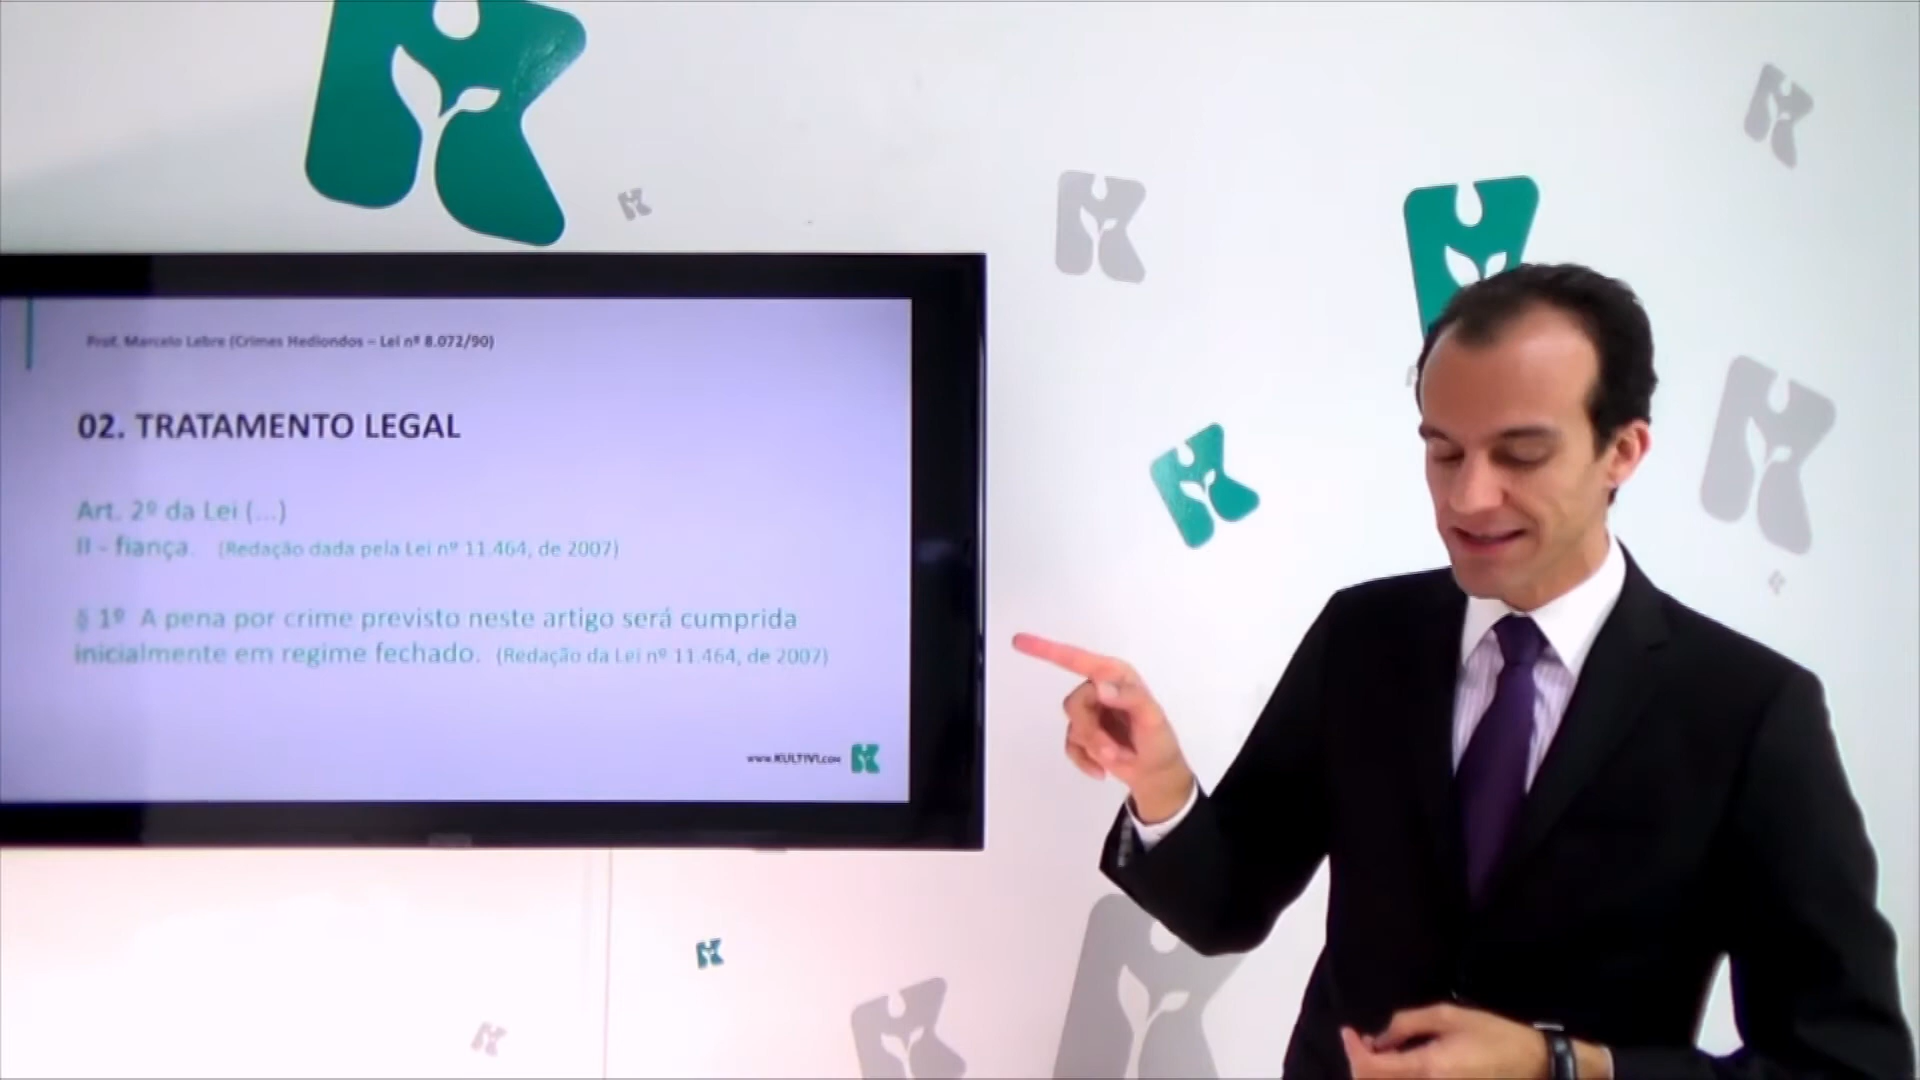 Prof. Marcelo Lebre (Crimes Hediondos – Lei nº 8.072/90)
02. TRATAMENTO LEGAL
Art. 2º da Lei (...)
II - fiança. (Redação dada pela Lei nº 11.464, de 2007)
§ 1º A pena por crime previsto neste artigo será cumprida
inicialmente em regime fechado. (Redação da Lei nº 11.464, de 2007)
www.KULTIVI.com